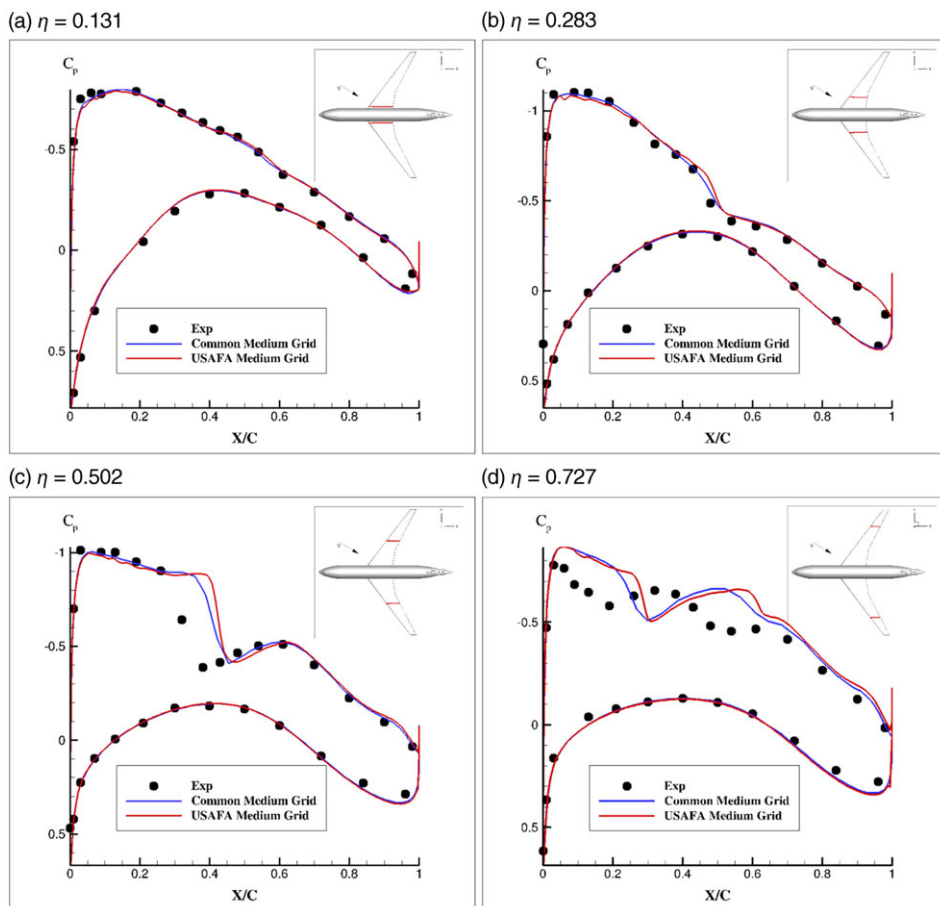 (a) η = 0.131
Cp
-0.5
0
0.5
0 0.2 0.4 0.6 0.8 1
X/C
Exp
Common Medium Grid
USAFA Medium Grid
(b) η = 0.283
Cp
-1
-0.5
0
0.5
0 0.2 0.4 0.6 0.8 1
X/C
Exp
Common Medium Grid
USAFA Medium Grid
(c) η = 0.502
Cp
-1
-0.5
0
0.5
0 0.2 0.4 0.6 0.8 1
X/C
Exp
Common Medium Grid
USAFA Medium Grid
(d) η = 0.727
Cp
-0.5
0
0.5
0 0.2 0.4 0.6 0.8 1
X/C
Exp
Common Medium Grid
USAFA Medium Grid